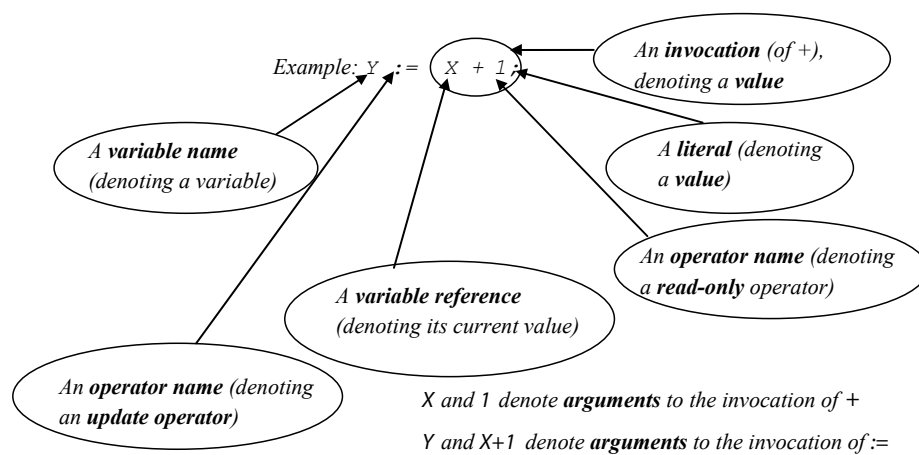 Example: Y := X + 1;
An invocation (of +),
denoting a value
A variable name
(denoting a variable)
A literal (denoting
a value)
An operator name (denoting
a read-only operator)
A variable reference
(denoting its current value)
An operator name (denoting
an update operator)
X and 1 denote arguments to the invocation of +
Y and X+1 denote arguments to the invocation of :=